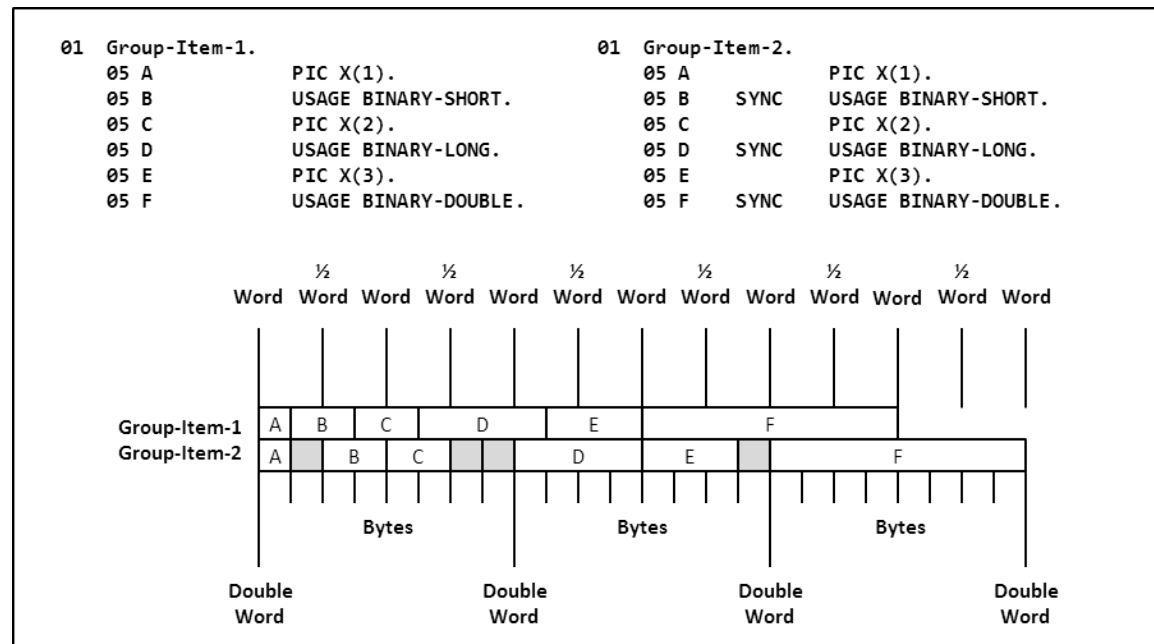 01  Group-Item-1.
05 A  PIC X(1).
05 B  USAGE BINARY-SHORT.
05 C  PIC X(2).
05 D  USAGE BINARY-LONG.
05 E  PIC X(3).
05 F  USAGE BINARY-DOUBLE.
01  Group-Item-2.
05 A  PIC X(1).
05 B  SYNC  USAGE BINARY-SHORT.
05 C  PIC X(2).
05 D  SYNC  USAGE BINARY-LONG.
05 E  PIC X(3).
05 F  SYNC  USAGE BINARY-DOUBLE.
½ ½ ½ ½ ½ ½
Word Word Word Word Word Word Word Word Word Word Word Word Word
Group-Item-1 A B C D E F
Group-Item-2 A B C D E F
Bytes Bytes Bytes
Double Double Double Double
Word Word Word Word